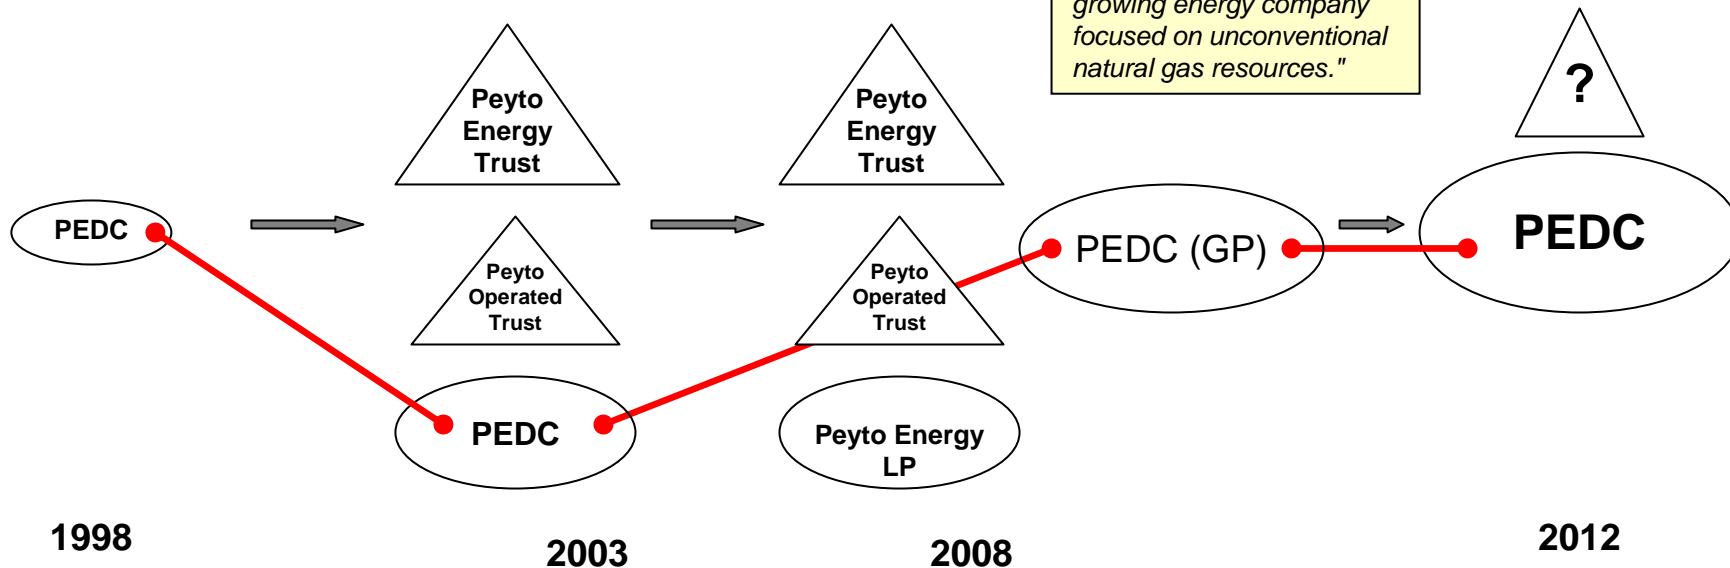 growing energy company
focused on unconventional
natural gas resources."
?
Peyto
Energy
Trust
Peyto
Energy
Trust
PEDC
PEDC (GP)
PEDC
Peyto
Operated
Trust
Peyto
Operated
Trust
PEDC
Peyto Energy
LP
1998
2003
2008
2012